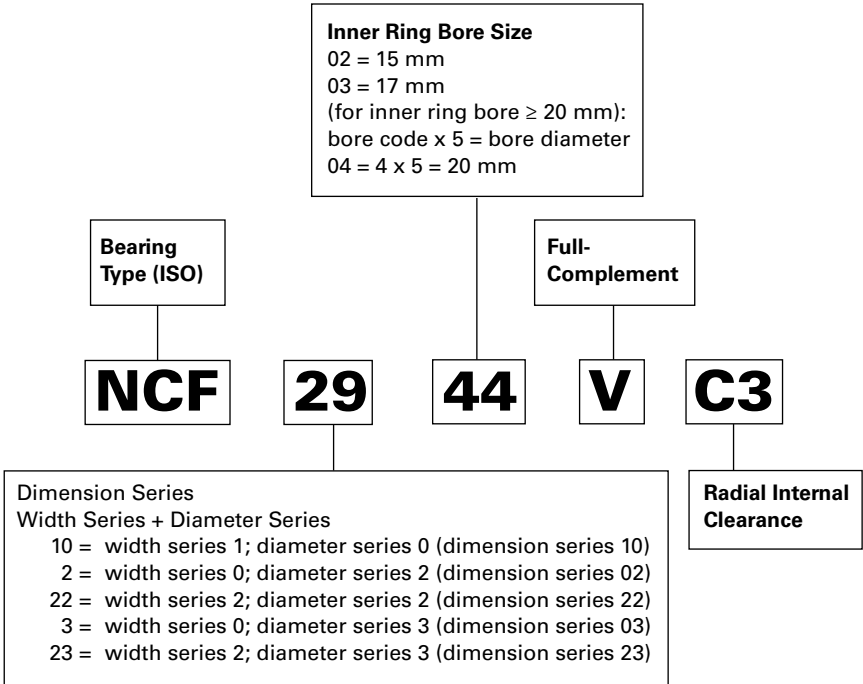 Inner Ring Bore Size
02 = 15 mm
03 = 17 mm
(for inner ring bore ≥ 20 mm):
bore code x 5 = bore diameter
04 = 4 x 5 = 20 mm
Bearing
Type (ISO)
Full-
Complement
NCF 29 44 V C3
Dimension Series
Width Series + Diameter Series
10 = width series 1; diameter series 0 (dimension series 10)
2 = width series 0; diameter series 2 (dimension series 02)
22 = width series 2; diameter series 2 (dimension series 22)
3 = width series 0; diameter series 3 (dimension series 03)
23 = width series 2; diameter series 3 (dimension series 23)
Radial Internal
Clearance